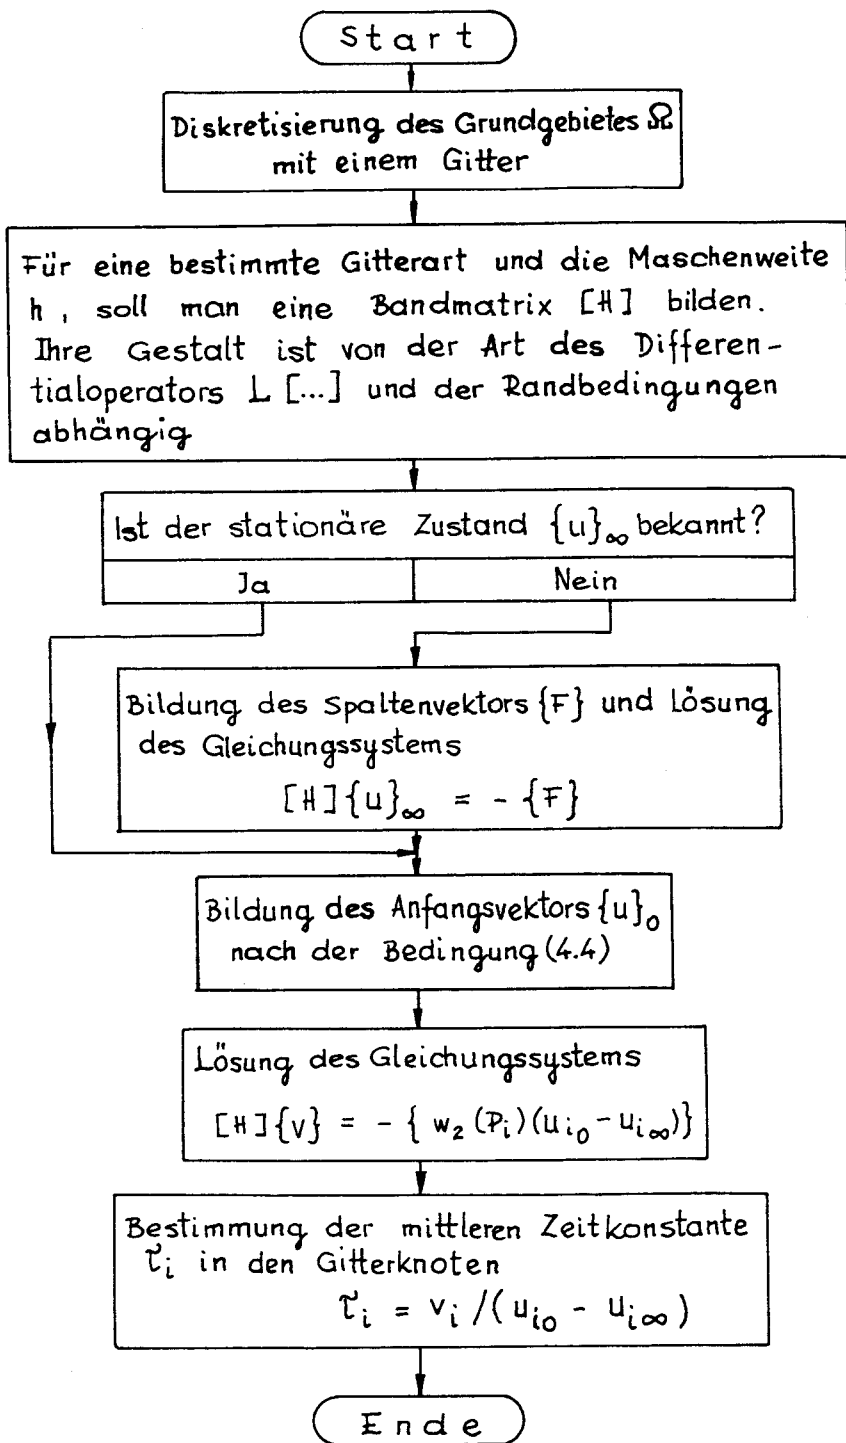 Start
Diskretisierung des Grundgebietes Ω
mit einem Gitter
Für eine bestimmte Gitterart und die Maschenweite
h, soll man eine Bandmatrix [H] bilden.
Ihre Gestalt ist von der Art des Differen-
tialoperators L [...] und der Randbedingungen
abhängig
Ist der stationäre Zustand {u}∞ bekannt?
Ja Nein
Bildung des Spaltenvektors {F} und Lösung
des Gleichungssystems
[H]{u}∞ = - {F}
Bildung des Anfangsvektors {u}₀
nach der Bedingung (4.4)
Lösung des Gleichungssystems
[H]{v} = - { w₂ (Pᵢ)(uᵢ₀ - uᵢ∞)}
Bestimmung der mittleren Zeitkonstante
τᵢ in den Gitterknoten
τᵢ = vᵢ /( uᵢ₀ - uᵢ∞ )
Ende